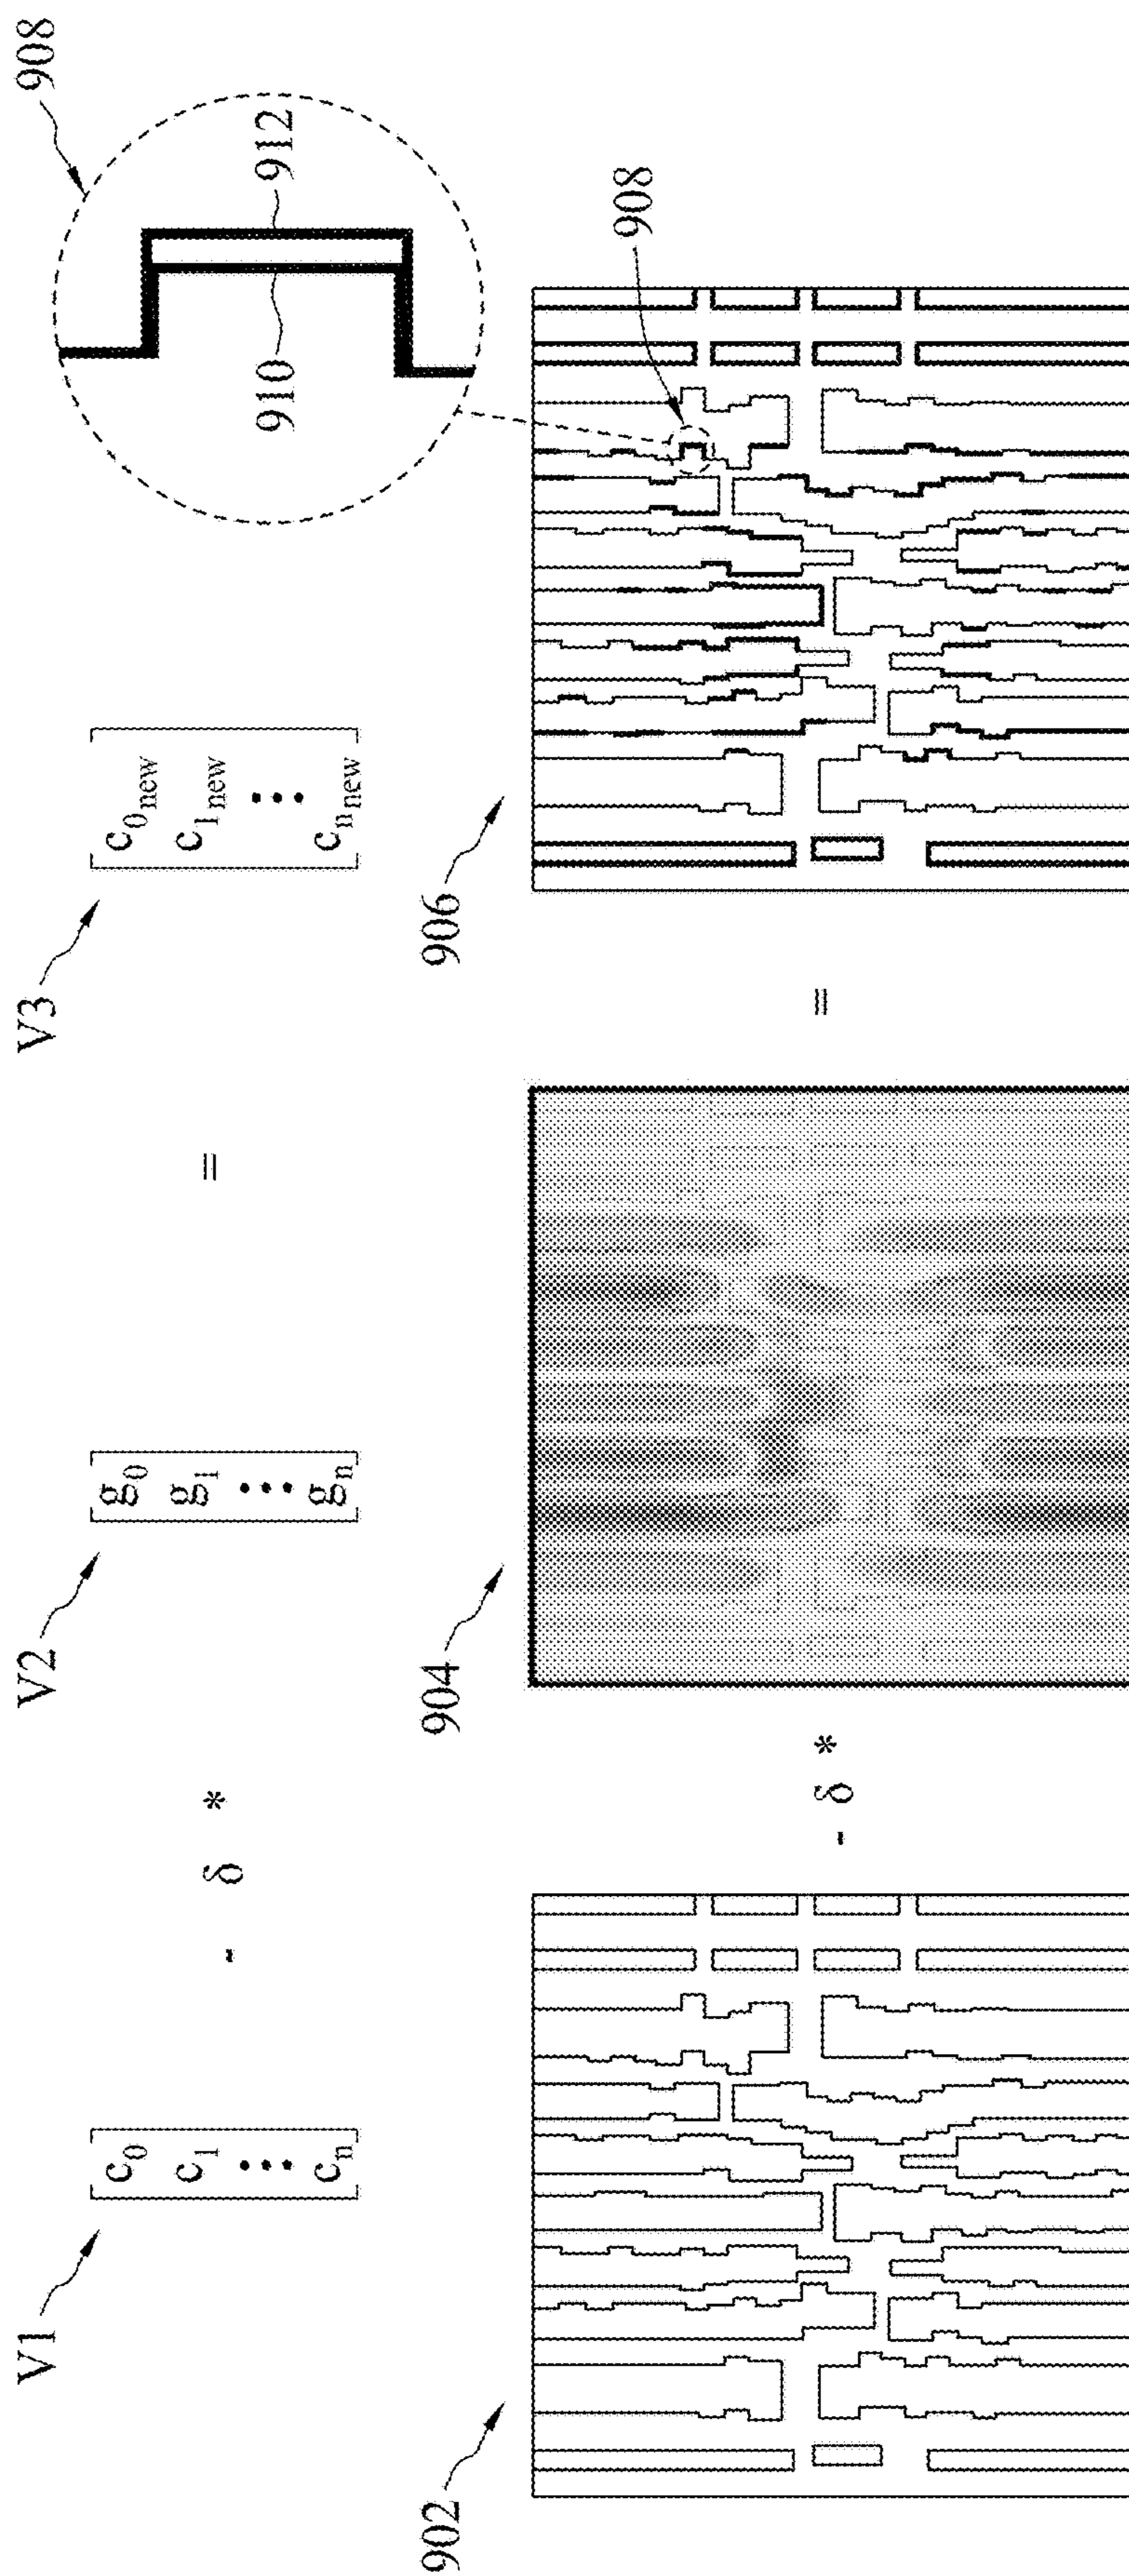 V1
V2
V3
908
c₀
c₁
⋮
cₙ
- δ *
g₀
g₁
⋮
gₙ
=
c₀ₙₑw
c₁ₙₑw
⋮
cₙₙₑw
910
912
902
904
906
908
- δ *
=